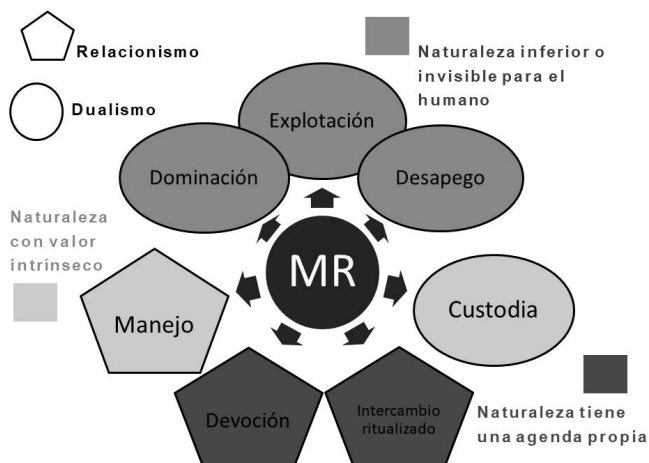 Relacionismo
Dualismo
Naturaleza inferior o
invisible para el
humano
Explotación
Dominación
Desapego
Naturaleza
con valor
intrínseco
MR
Manejo
Custodia
Devoción
Intercambio
ritualizado
Naturaleza tiene
una agenda propia